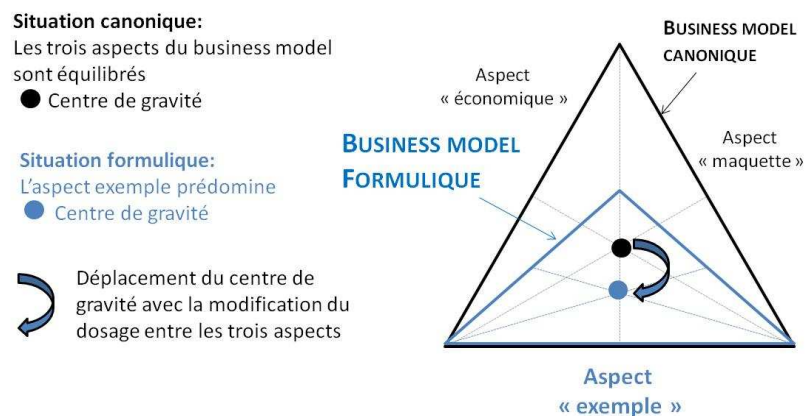 Situation canonique:
Les trois aspects du business model
sont équilibrés
Centre de gravité
Situation formulique:
L'aspect exemple prédomine
Centre de gravité
Déplacement du centre de
gravité avec la modification du
dosage entre les trois aspects
BUSINESS MODEL
CANONIQUE
Aspect
« économique »
Aspect
« maquette »
BUSINESS MODEL
FORMULIQUE
Aspect
« exemple »